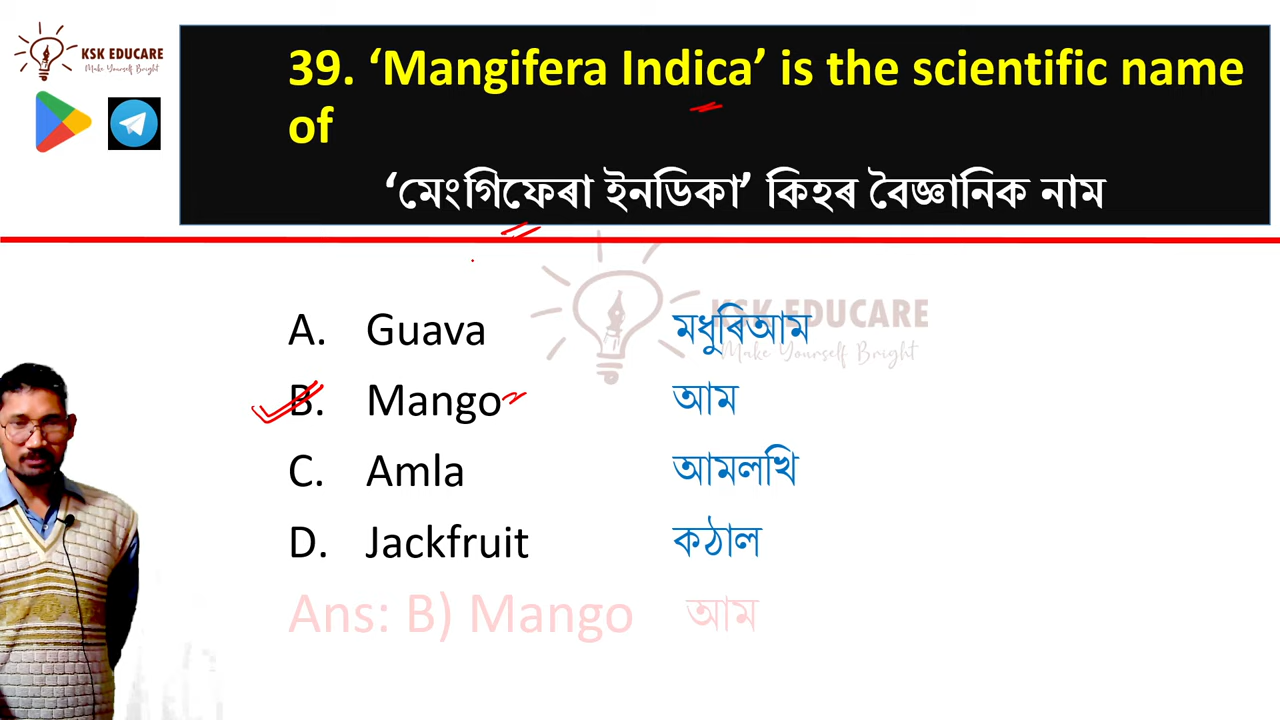 KSK EDUCARE
Make Yourself Bright
39. ‘Mangifera Indica’ is the scientific name
of
‘মেংগিফেৰা ইনডিকা’ কিহৰ বৈজ্ঞানিক নাম
KSK EDUCARE
Make Yourself Bright
A. Guava মধুৰিআম
B. Mango আম
C. Amla আমলখি
D. Jackfruit কঠাল
Ans: B) Mango আম